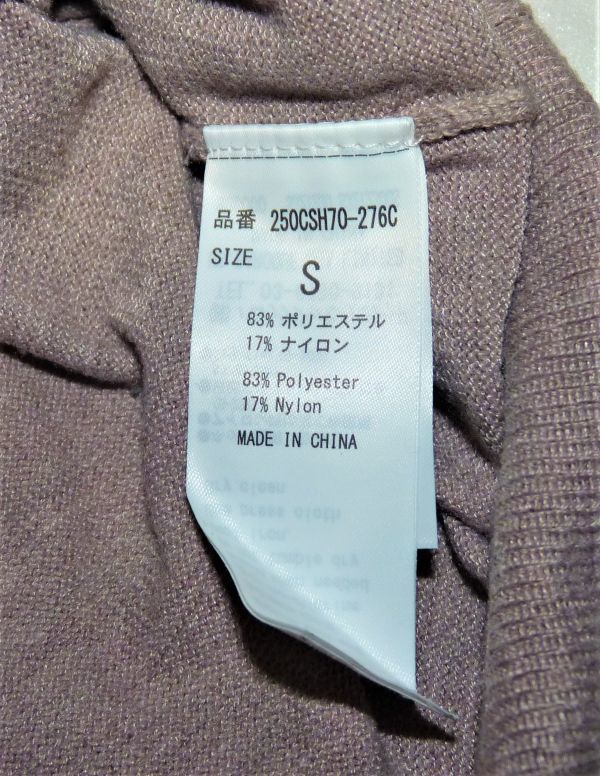 品番 250CSH70-276C
SIZE S
83% ポリエステル
17% ナイロン
83% Polyester
17% Nylon
MADE IN CHINA